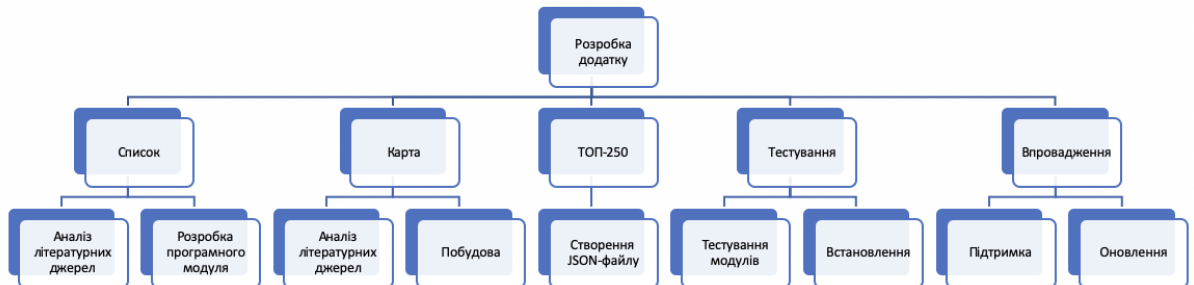 Розробка
додатку
Список
Карта
ТОП-250
Тестування
Впровадження
Аналіз
літературних
джерел
Розробка
програмного
модуля
Аналіз
літературних
джерел
Побудова
Створення
JSON-файлу
Тестування
модулів
Встановлення
Підтримка
Оновлення